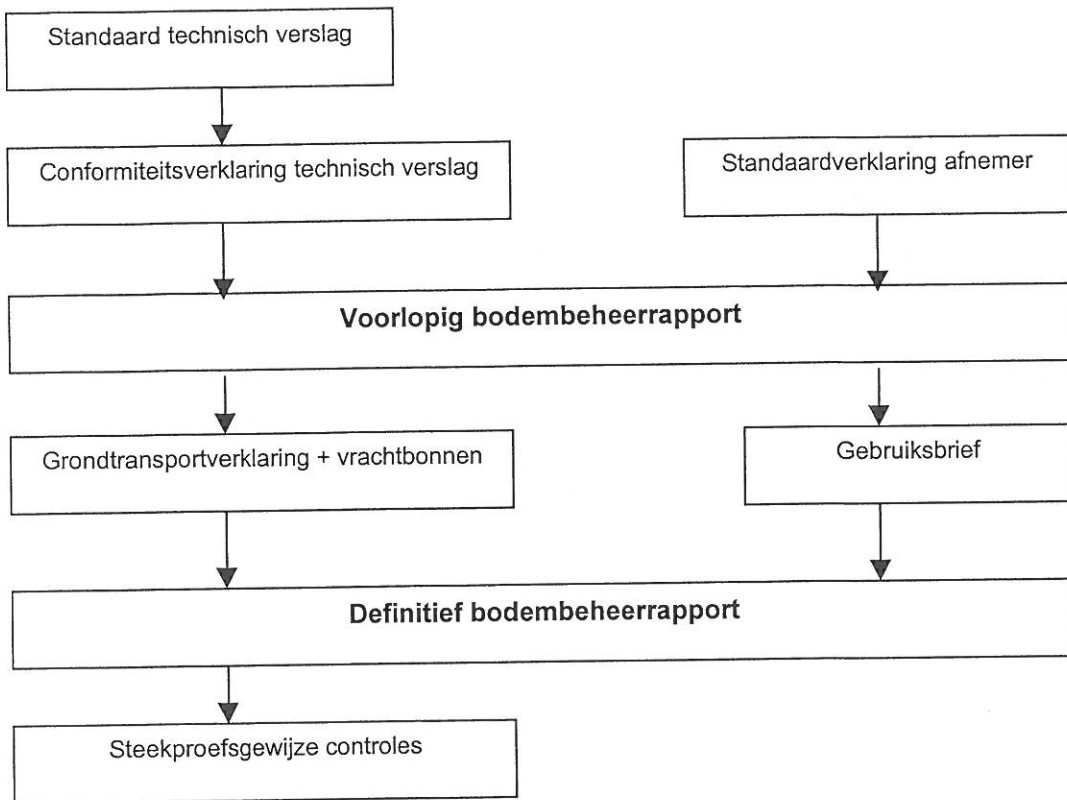 Standaard technisch verslag
Conformiteitsverklaring technisch verslag
Standaardverklaring afnemer
Voorlopig bodembeheerrapport
Grondtransportverklaring + vrachtbonnen
Gebruiksbrief
Definitief bodembeheerrapport
Steekproefsgewijze controles